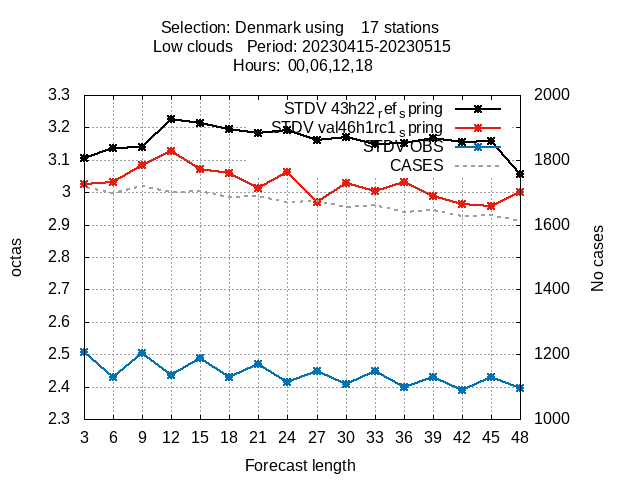 Selection: Denmark using 17 stations
Low clouds Period: 20230415-20230515
Hours: 00,06,12,18
STDV 43h22_ref_spring
STDV val46h1rc1_spring
STDV OBS
CASES
octas
No cases
3.3
3.2
3.1
3
2.9
2.8
2.7
2.6
2.5
2.4
2.3
2000
1800
1600
1400
1200
1000
3 6 9 12 15 18 21 24 27 30 33 36 39 42 45 48
Forecast length